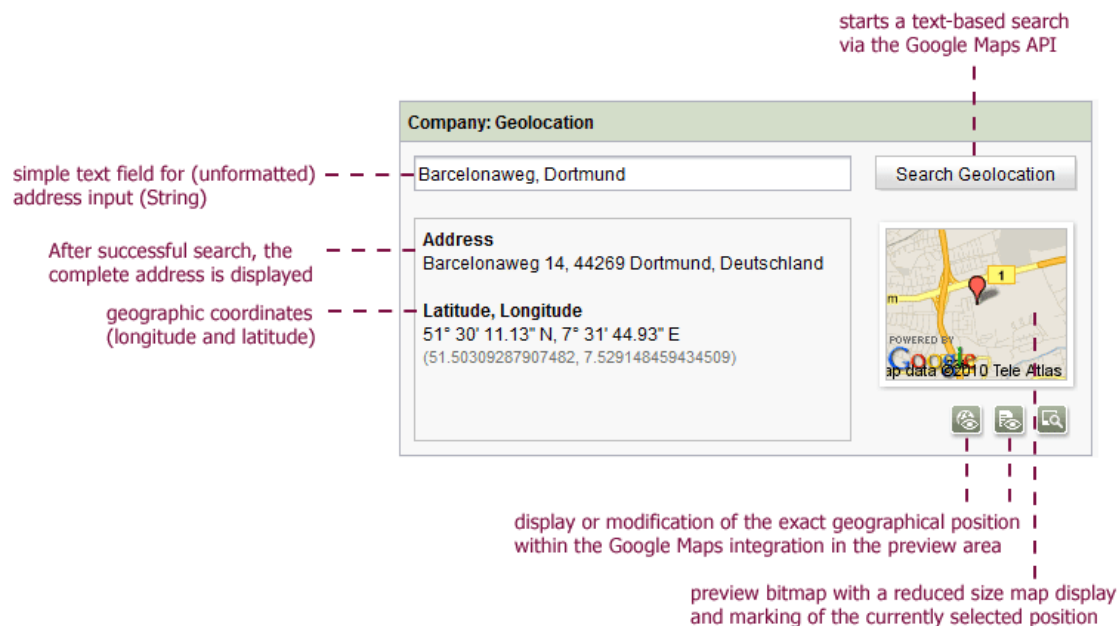 starts a text-based search
via the Google Maps API
Company: Geolocation
simple text field for (unformatted)
address input (String)
Barcelonaweg, Dortmund
Search Geolocation
After successful search, the
complete address is displayed
Address
Barcelonaweg 14, 44269 Dortmund, Deutschland
geographic coordinates
(longitude and latitude)
Latitude, Longitude
51° 30' 11.13" N, 7° 31' 44.93" E
(51.50309287907482, 7.529148459434509)
1
m
POWERED BY
Google
ap data ©2010 Tele Atlas
display or modification of the exact geographical position
within the Google Maps integration in the preview area
preview bitmap with a reduced size map display
and marking of the currently selected position